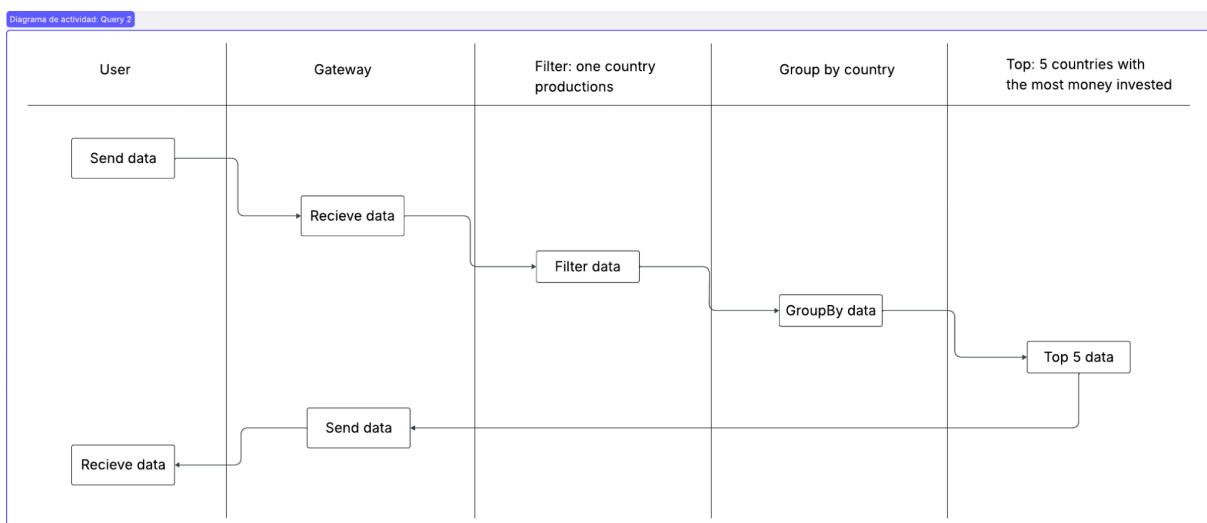 Diagrama de actividad: Query 2
User
Gateway
Filter: one country
productions
Group by country
Top: 5 countries with
the most money invested
Send data
Recieve data
Filter data
GroupBy data
Top 5 data
Send data
Recieve data